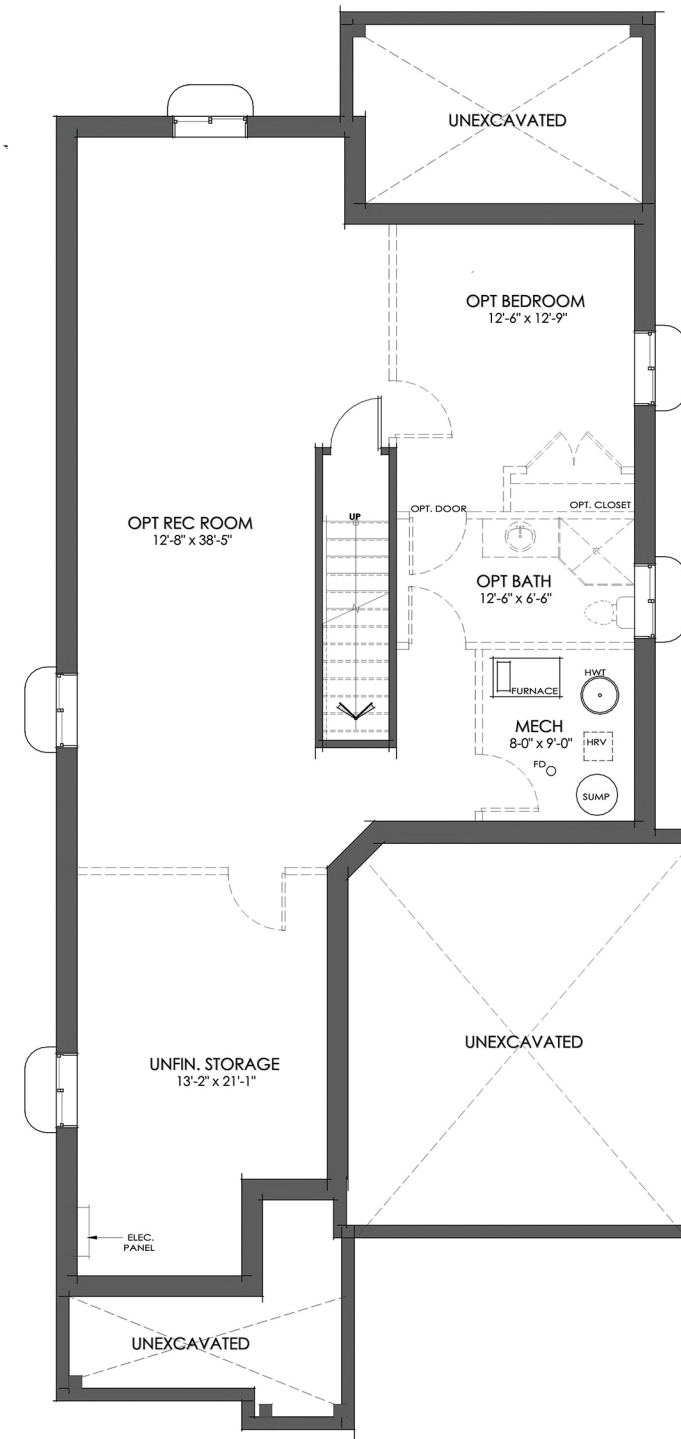 UNEXCAVATED
OPT BEDROOM
12'-6" x 12'-9"
OPT. DOOR
OPT. CLOSET
UP
OPT REC ROOM
12'-8" x 38'-5"
OPT BATH
12'-6" x 6'-6"
FURNACE
HWT
MECH
8-0" x 9'-0"
HRV
FD
SUMP
UNEXCAVATED
UNFIN. STORAGE
13'-2" x 21'-1"
ELEC.
PANEL
UNEXCAVATED